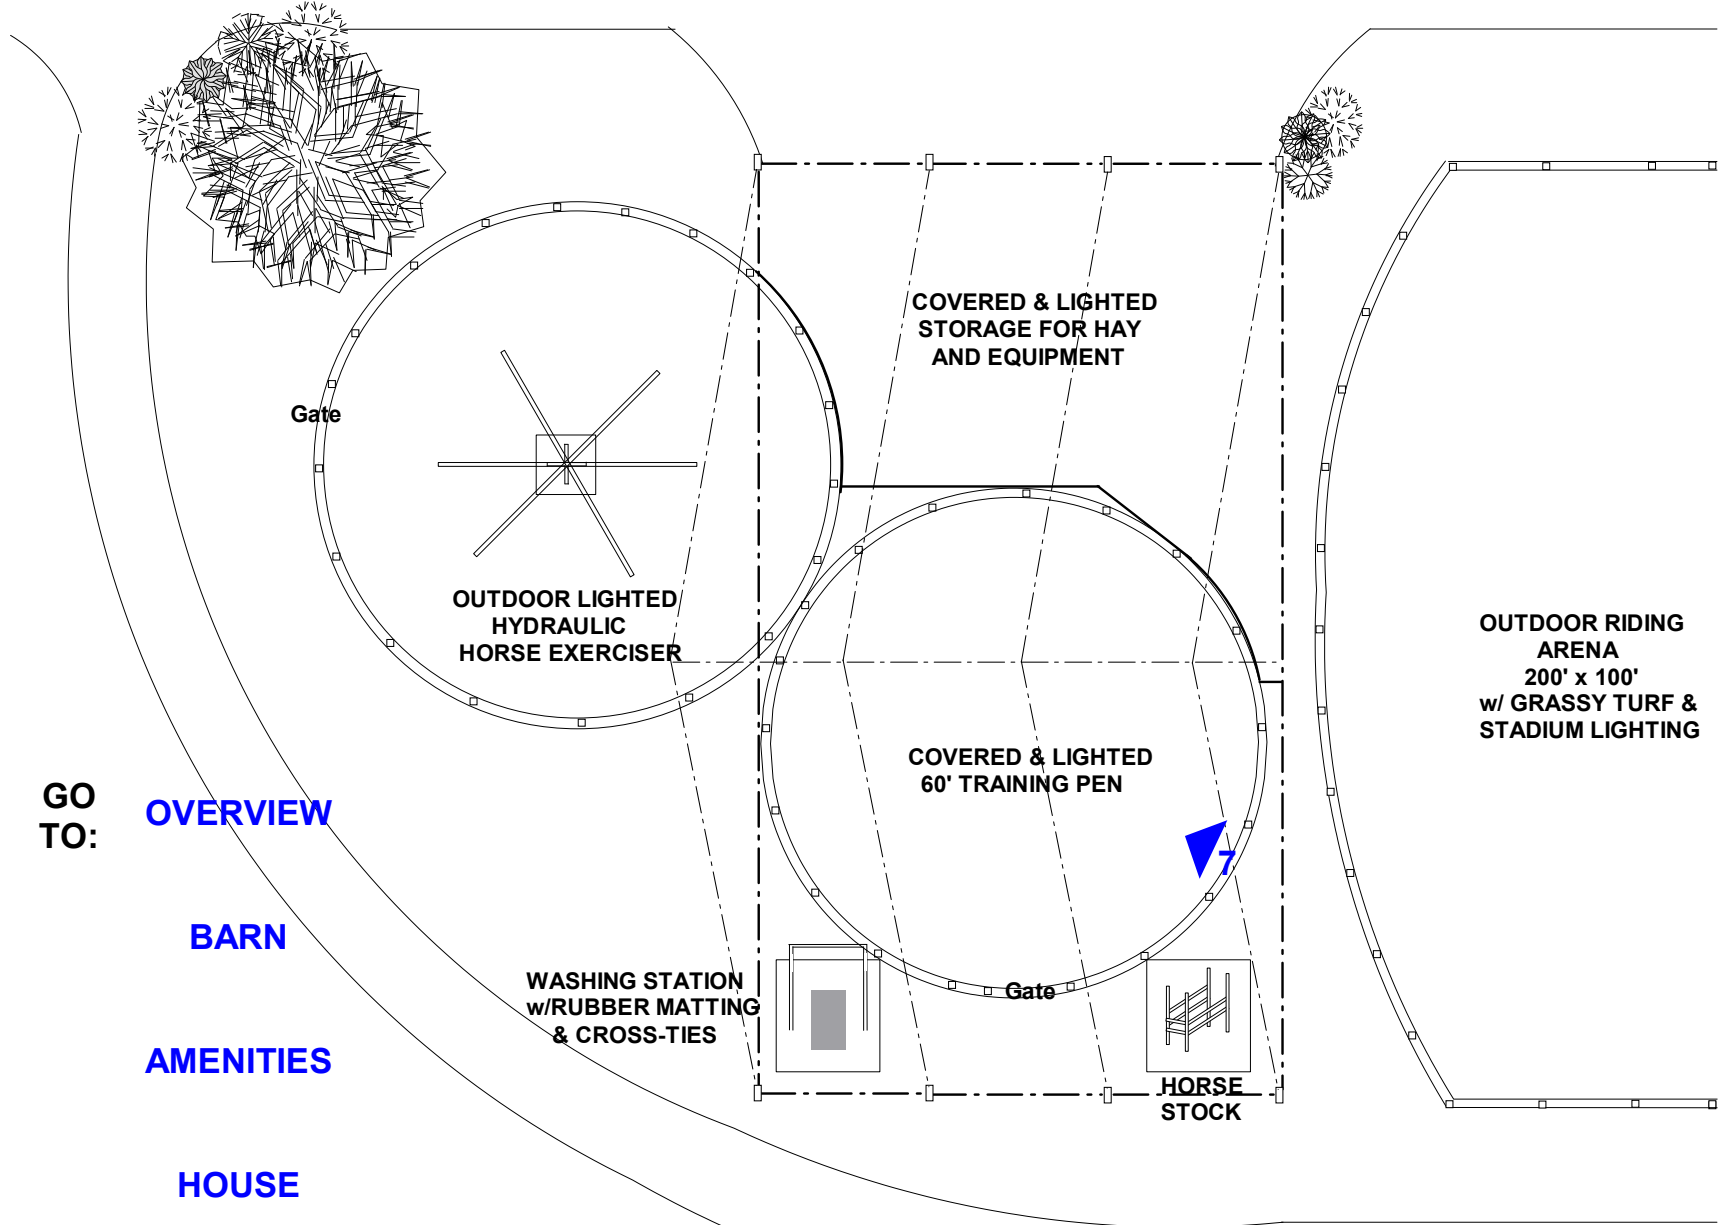 COVERED & LIGHTED
STORAGE FOR HAY
AND EQUIPMENT
Gate
OUTDOOR LIGHTED
HYDRAULIC
HORSE EXERCISER
OUTDOOR RIDING
ARENA
200' x 100'
w/ GRASSY TURF &
STADIUM LIGHTING
COVERED & LIGHTED
60' TRAINING PEN
7
GO
TO:
OVERVIEW
BARN
AMENITIES
HOUSE
WASHING STATION
w/RUBBER MATTING
& CROSS-TIES
Gate
HORSE
STOCK